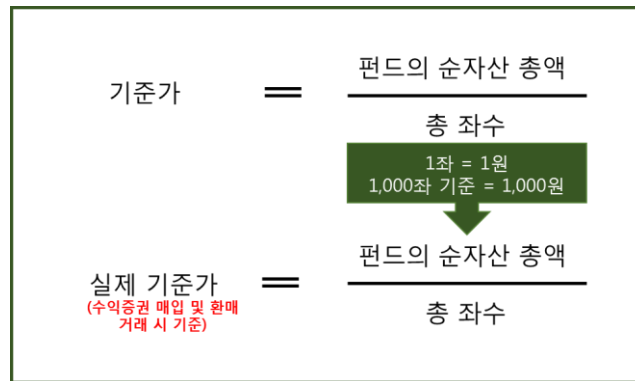 펀드의 순자산 총액
기준가 =
총 좌수
1좌 = 1원
1,000좌 기준 = 1,000원
펀드의 순자산 총액
실제 기준가 =
(수익증권 매입 및 환매
거래 시 기준)
총 좌수